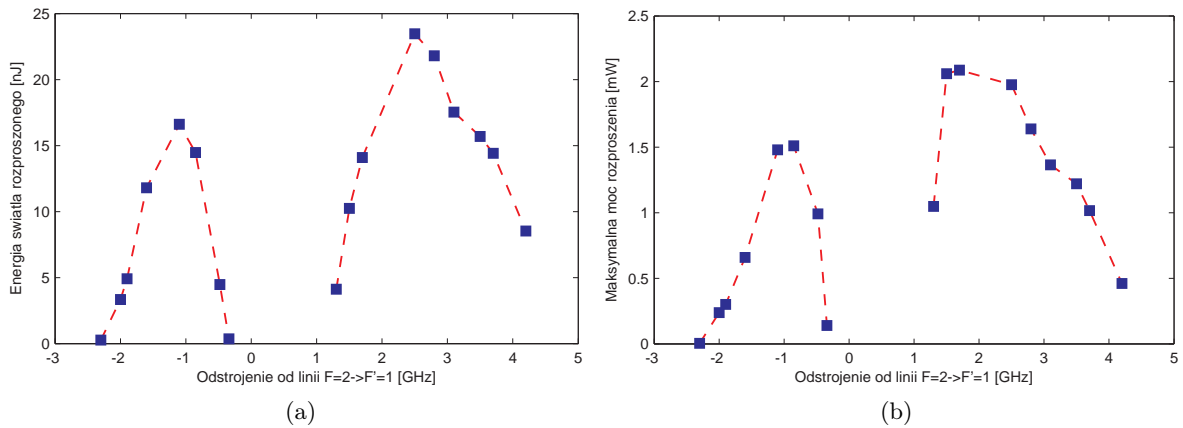 25
20
15
10
5
0
-3 -2 -1 0 1 2 3 4 5
Energia swiatla rozproszonego [nJ]
Odstrojenie od linii F=2->F'=1 [GHz]
(a)
2.5
2
1.5
1
0.5
0
-3 -2 -1 0 1 2 3 4 5
Maksymalna moc rozproszenia [mW]
Odstrojenie od linii F=2->F'=1 [GHz]
(b)